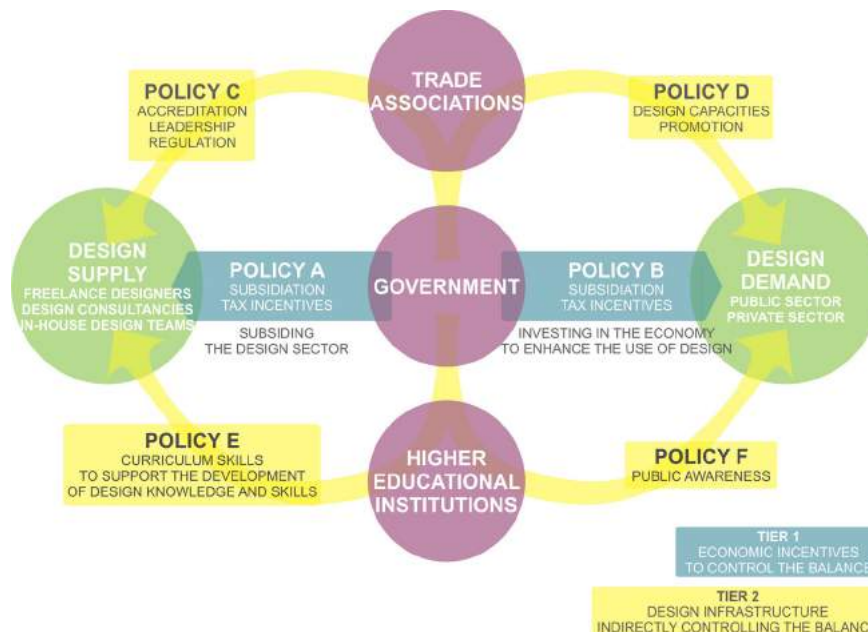 TRADE
ASSOCIATIONS
POLICY C
ACCREDITATION
LEADERSHIP
REGULATION
POLICY D
DESIGN CAPACITIES
PROMOTION
DESIGN
SUPPLY
FREELANCE DESIGNERS
DESIGN CONSULTANCIES
IN-HOUSE DESIGN TEAMS
POLICY A
SUBSIDIATION
TAX INCENTIVES
SUBSIDING
THE DESIGN SECTOR
GOVERNMENT
POLICY B
SUBSIDIATION
TAX INCENTIVES
INVESTING IN THE ECONOMY
TO ENHANCE THE USE OF DESIGN
DESIGN
DEMAND
PUBLIC SECTOR
PRIVATE SECTOR
POLICY E
CURRICULUM SKILLS
TO SUPPORT THE DEVELOPMENT
OF DESIGN KNOWLEDGE AND SKILLS
HIGHER
EDUCATIONAL
INSTITUTIONS
POLICY F
PUBLIC AWARENESS
TIER 1
ECONOMIC INCENTIVES
TO CONTROL THE BALANCE
TIER 2
DESIGN INFRASTRUCTURE
INDIRECTLY CONTROLLING THE BALANC